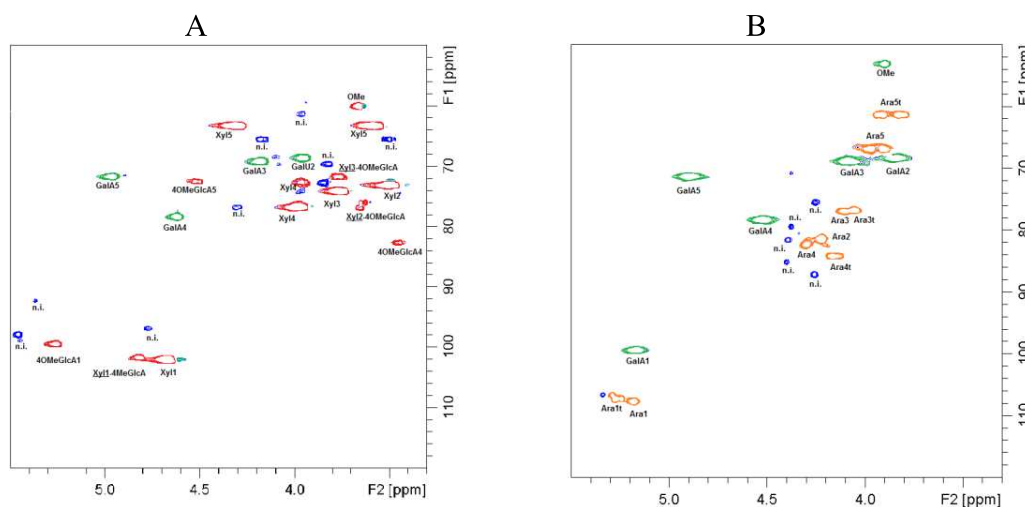 A
B
OMe
Xyl5
n.i.
Xyl5
n.i.
n.i.
GalA3
GalU2
Xyl3-4OMeGlcA
GalA5
4OMeGlcA5
Xyl4
Xyl3
Xyl2
n.i.
Xyl4
Xyl2-4OMeGlcA
GalA4
4OMeGlcA4
n.i.
n.i.
n.i.
4OMeGlcA1
Xyl1-4MeGlcA
Xyl1
5.0
4.5
4.0
F2 [ppm]
F1 [ppm]
70
80
90
100
110
OMe
Ara5t
Ara5
GalA3
GalA2
GalA5
n.i.
GalA4
n.i.
Ara3
Ara3t
n.i.
Ara4
Ara2
Ara4t
n.i.
n.i.
GalA1
Ara1t
Ara1
5.0
4.5
4.0
F2 [ppm]
F1 [ppm]
70
80
90
100
110